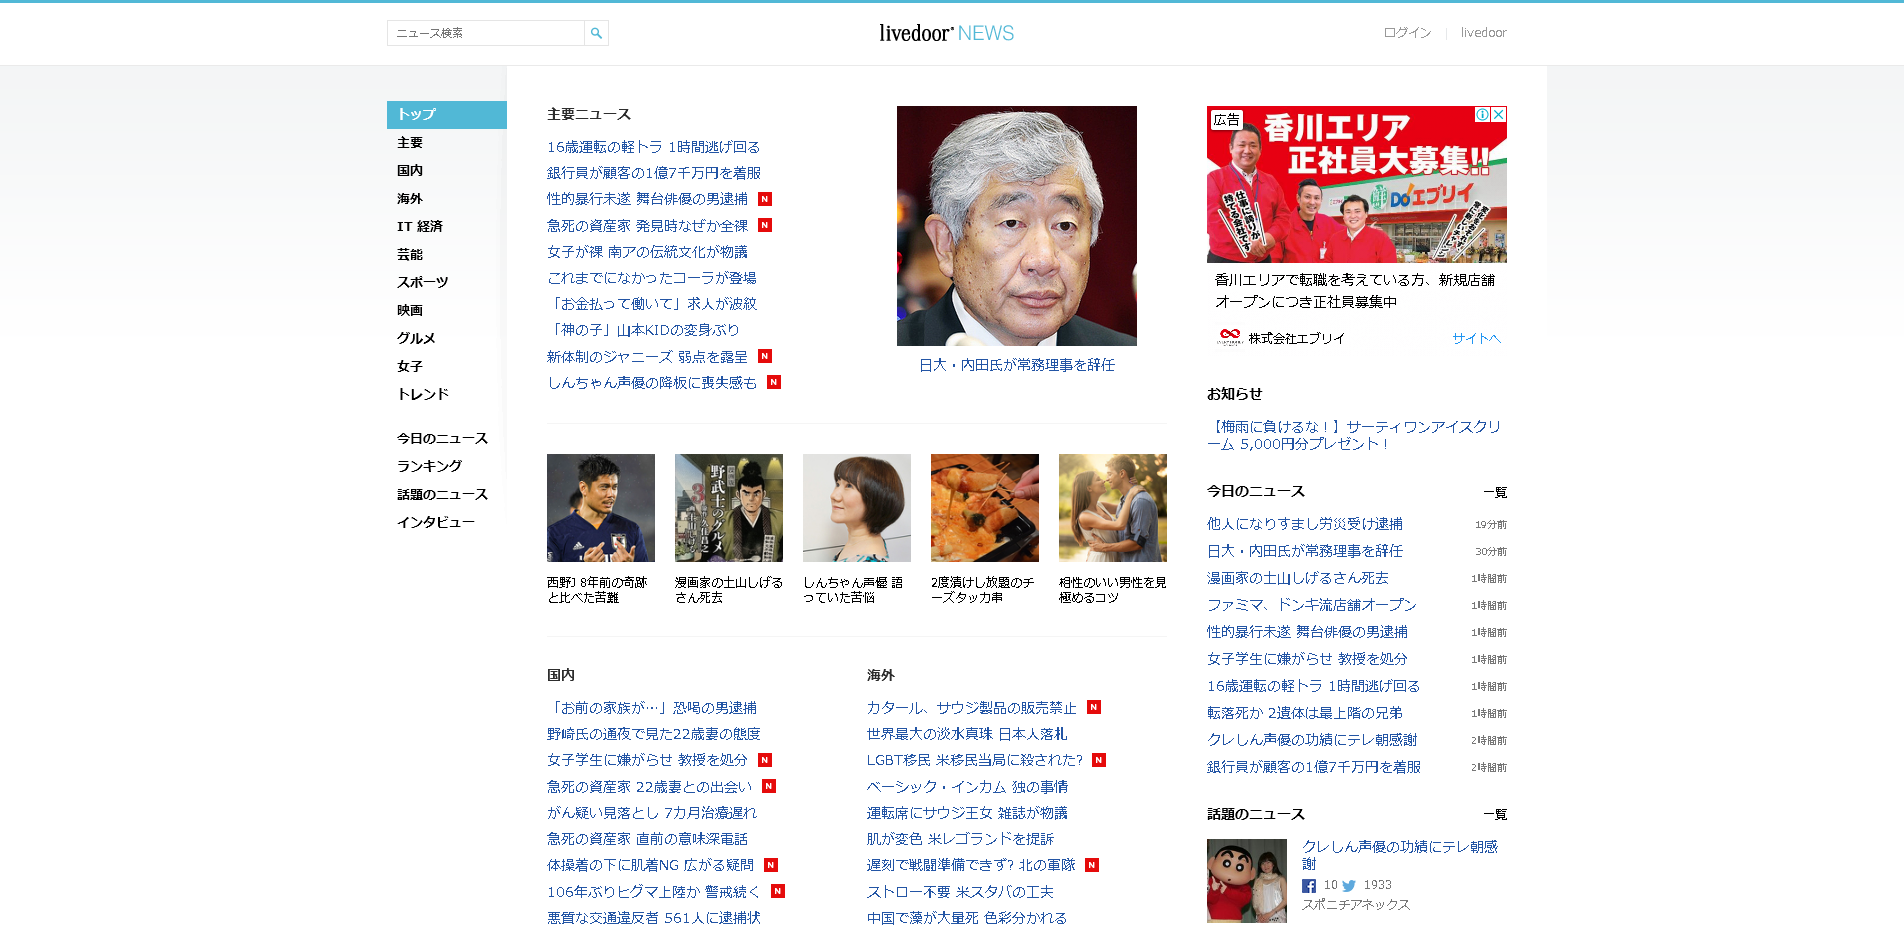 ニュース検索
livedoor NEWS
ログイン
livedoor
トップ
主要
国内
海外
IT 経済
芸能
スポーツ
映画
グルメ
女子
トレンド
今日のニュース
ランキング
話題のニュース
インタビュー
主要ニュース
16歳運転の軽トラ 1時間逃げ回る
銀行員が顧客の1億7千万円を着服
性的暴行未遂 舞台俳優の男逮捕 N
急死の資産家 発見時なぜか全裸 N
女子が裸 南アの伝統文化が物議
これまでになかったコーラが登場
「お金払って働いて」求人が波紋
「神の子」山本KIDの変身ぶり
新体制のジャニーズ 弱点を露呈 N
しんちゃん声優の降板に喪失感も N
日大・内田氏が常務理事を辞任
野武士のグルメ
西野J 8年前の奇跡
と比べた苦難
漫画家の土山しげる
さん死去
しんちゃん声優 語
っていた苦悩
2度漬けし放題のチ
ーズタッカ串
相性のいい男性を見
極めるコツ
国内
「お前の家族が…」恐喝の男逮捕
野崎氏の通夜で見た22歳妻の態度
女子学生に嫌がらせ 教授を処分 N
急死の資産家 22歳妻との出会い N
がん疑い見落とし 7カ月治療遅れ
急死の資産家 直前の意味深電話
体操着の下に肌着NG 広がる疑問 N
106年ぶりヒグマ上陸か 警戒続く N
悪質な交通違反者 561人に逮捕状
海外
カタール、サウジ製品の販売禁止 N
世界最大の淡水真珠 日本人落札
LGBT移民 米移民当局に殺された? N
ベーシック・インカム 独の事情
運転席にサウジ王女 雑誌が物議
肌が変色 米レゴランドを提訴
遅刻で戦闘準備できず? 北の軍隊 N
ストロー不要 米スタバの工夫
中国で藻が大量死 色彩分かれる
広告
香川エリア
正社員大募集!!
仕事に誇りが
持てる会社です
Do!エブリイ
香川エリアで転職を考えている方、新規店舗
オープンにつき正社員募集中
株式会社エブリイ
サイトへ
お知らせ
【梅雨に負けるな！】サーティワンアイスクリ
ーム 5,000円分プレゼント！
今日のニュース
一覧
他人になりすまし労災受け逮捕 19分前
日大・内田氏が常務理事を辞任 30分前
漫画家の土山しげるさん死去 1時間前
ファミマ、ドンキ流店舗オープン 1時間前
性的暴行未遂 舞台俳優の男逮捕 1時間前
女子学生に嫌がらせ 教授を処分 1時間前
16歳運転の軽トラ 1時間逃げ回る 1時間前
転落死か 2遺体は最上階の兄弟 1時間前
クレしん声優の功績にテレ朝感謝 2時間前
銀行員が顧客の1億7千万円を着服 2時間前
話題のニュース
一覧
クレしん声優の功績にテレ朝感
謝
10 1933
スポニチアネックス